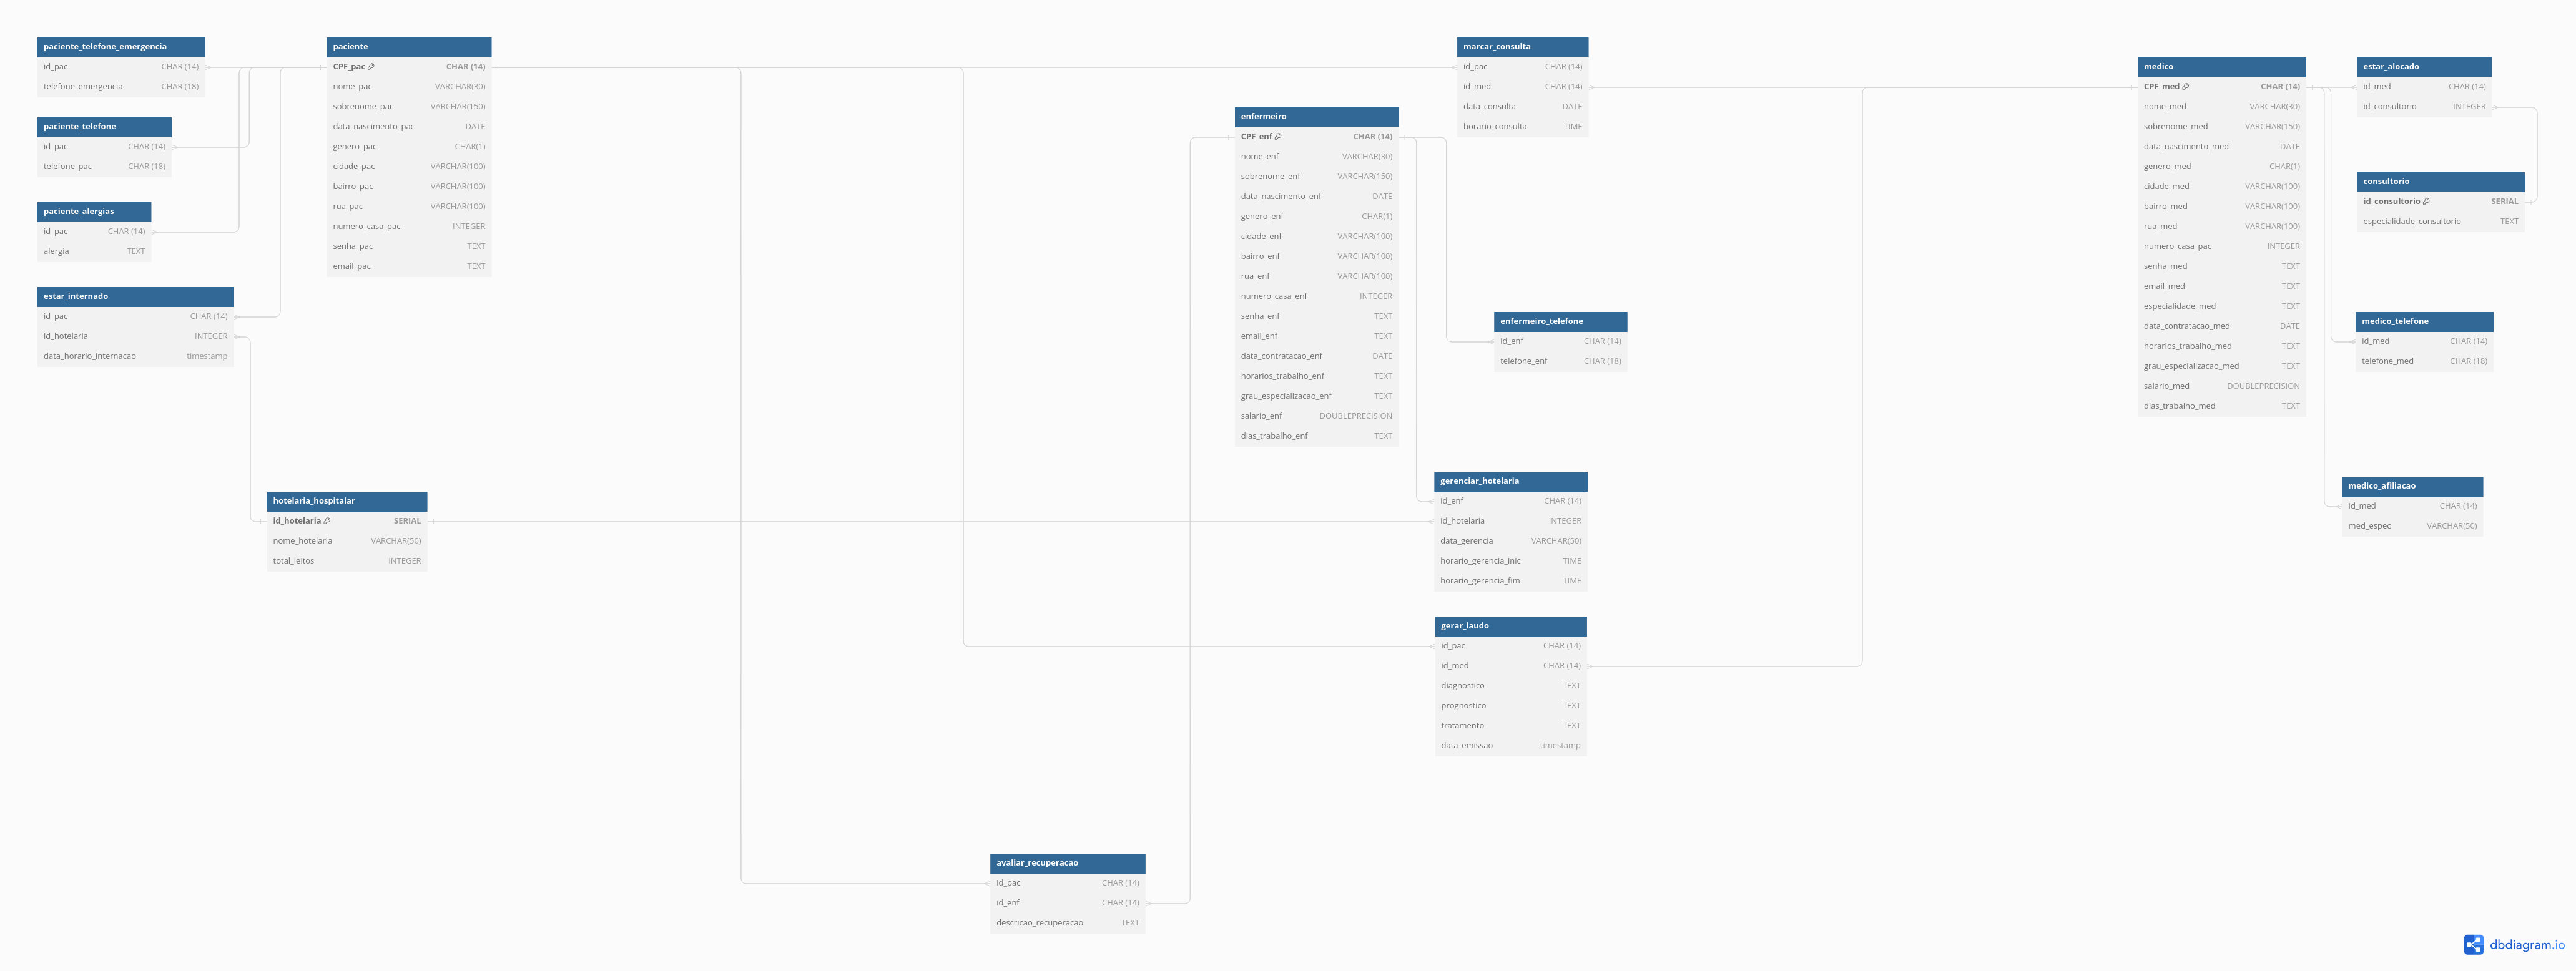 paciente_telefone_emergencia
id_pac CHAR (14)
telefone_emergencia CHAR (18)
paciente_telefone
id_pac CHAR (14)
telefone_pac CHAR (18)
paciente_alergias
id_pac CHAR (14)
alergia TEXT
estar_internado
id_pac CHAR (14)
id_hotelaria INTEGER
data_horario_internacao timestamp
paciente
CPF_pac CHAR (14)
nome_pac VARCHAR(30)
sobrenome_pac VARCHAR(150)
data_nascimento_pac DATE
genero_pac CHAR(1)
cidade_pac VARCHAR(100)
bairro_pac VARCHAR(100)
rua_pac VARCHAR(100)
numero_casa_pac INTEGER
senha_pac TEXT
email_pac TEXT
hotelaria_hospitalar
id_hotelaria SERIAL
nome_hotelaria VARCHAR(50)
total_leitos INTEGER
enfermeiro
CPF_enf CHAR (14)
nome_enf VARCHAR(30)
sobrenome_enf VARCHAR(150)
data_nascimento_enf DATE
genero_enf CHAR(1)
cidade_enf VARCHAR(100)
bairro_enf VARCHAR(100)
rua_enf VARCHAR(100)
numero_casa_enf INTEGER
senha_enf TEXT
email_enf TEXT
data_contratacao_enf DATE
horarios_trabalho_enf TEXT
grau_especializacao_enf TEXT
salario_enf DOUBLEPRECISION
dias_trabalho_enf TEXT
marcar_consulta
id_pac CHAR (14)
id_med CHAR (14)
data_consulta DATE
horario_consulta TIME
enfermeiro_telefone
id_enf CHAR (14)
telefone_enf CHAR (18)
gerenciar_hotelaria
id_enf CHAR (14)
id_hotelaria INTEGER
data_gerencia VARCHAR(50)
horario_gerencia_inic TIME
horario_gerencia_fim TIME
gerar_laudo
id_pac CHAR (14)
id_med CHAR (14)
diagnostico TEXT
prognostico TEXT
tratamento TEXT
data_emissao timestamp
avaliar_recuperacao
id_pac CHAR (14)
id_enf CHAR (14)
descricao_recuperacao TEXT
medico
CPF_med CHAR (14)
nome_med VARCHAR(30)
sobrenome_med VARCHAR(150)
data_nascimento_med DATE
genero_med CHAR(1)
cidade_med VARCHAR(100)
bairro_med VARCHAR(100)
rua_med VARCHAR(100)
numero_casa_pac INTEGER
senha_med TEXT
email_med TEXT
especialidade_med TEXT
data_contratacao_med DATE
horarios_trabalho_med TEXT
grau_especializacao_med TEXT
salario_med DOUBLEPRECISION
dias_trabalho_med TEXT
estar_alocado
id_med CHAR (14)
id_consultorio INTEGER
consultorio
id_consultorio SERIAL
especialidade_consultorio TEXT
medico_telefone
id_med CHAR (14)
telefone_med CHAR (18)
medico_afiliacao
id_med CHAR (14)
med_espec VARCHAR(50)
dbdiagram.io